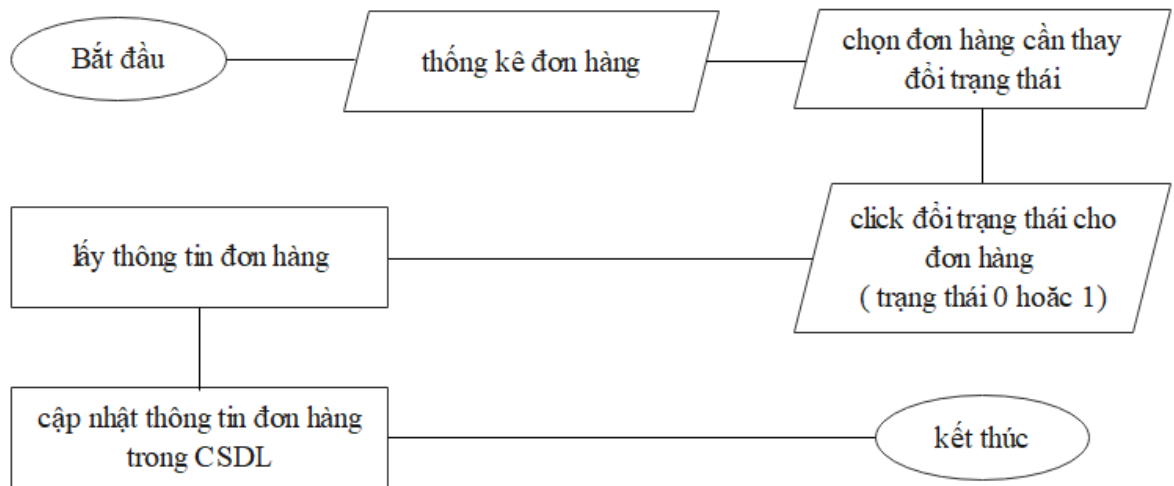 Bắt đầu
thống kê đơn hàng
chọn đơn hàng cần thay
đổi trạng thái
click đổi trạng thái cho
đơn hàng
( trạng thái 0 hoăc 1)
lấy thông tin đơn hàng
cập nhật thông tin đơn hàng
trong CSDL
kết thúc